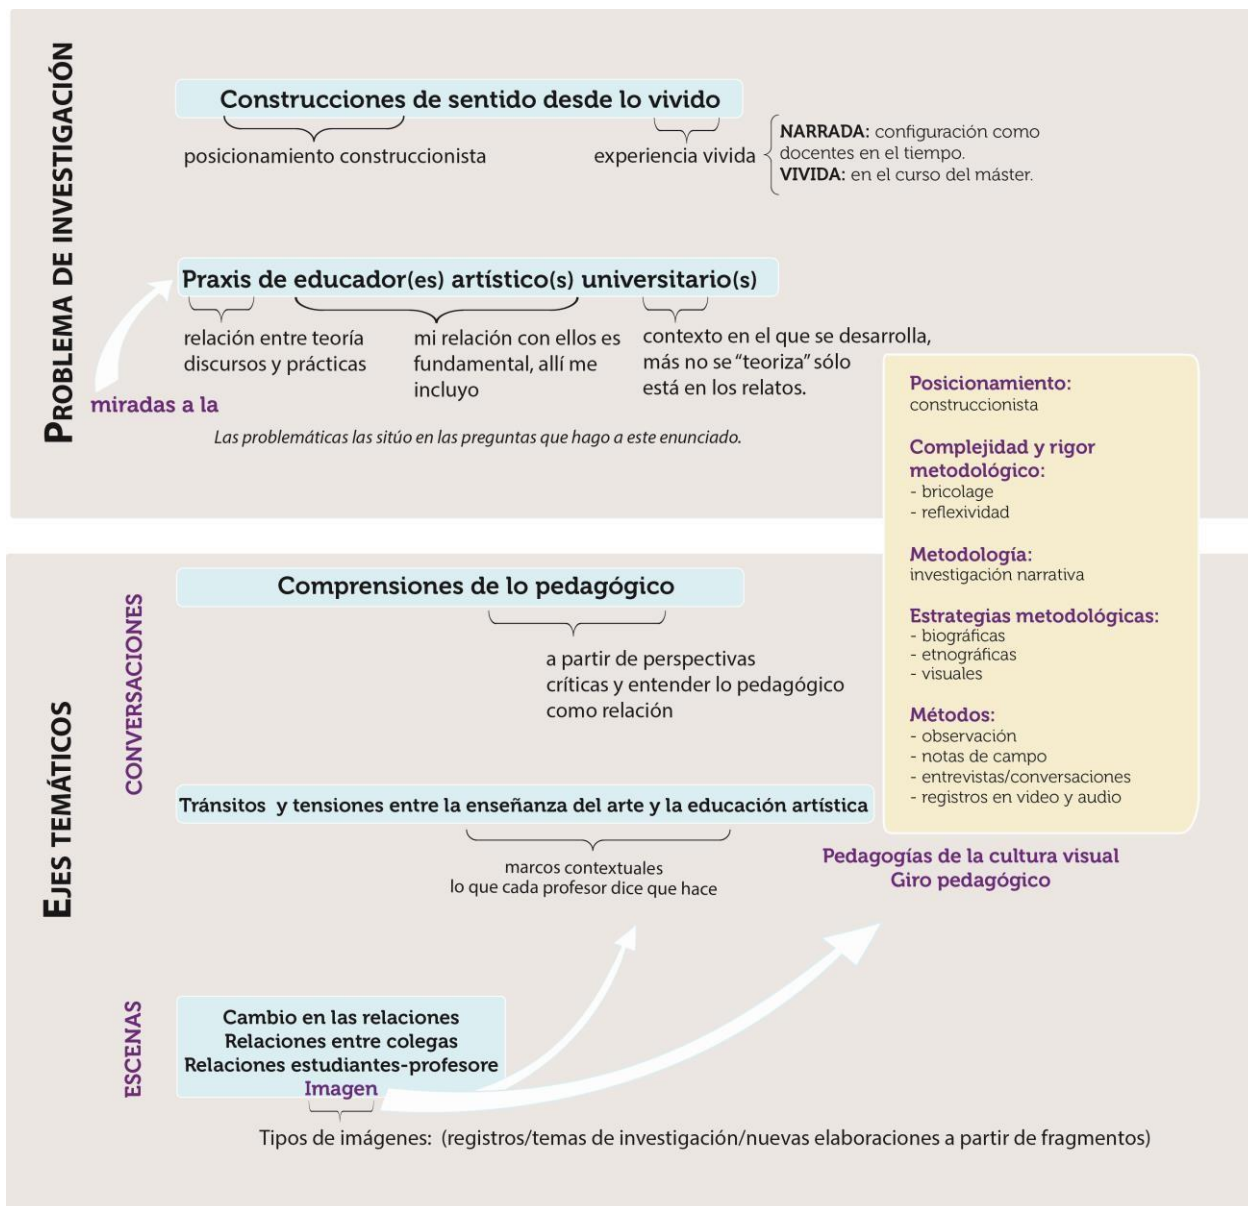 PROBLEMA DE INVESTIGACIÓN
Construcciones de sentido desde lo vivido
posicionamiento construccionista
experiencia vivida
NARRADA: configuración como
docentes en el tiempo.
VIVIDA: en el curso del máster.
miradas a la
Praxis de educador(es) artístico(s) universitario(s)
relación entre teoría
discursos y prácticas
mi relación con ellos es
fundamental, allí me
incluyo
contexto en el que se desarrolla,
más no se “teoriza” sólo
está en los relatos.
Las problemáticas las sitúo en las preguntas que hago a este enunciado.
Posicionamiento:
construccionista
Complejidad y rigor
metodológico:
- bricolage
- reflexividad
Metodología:
investigación narrativa
Estrategias metodológicas:
- biográficas
- etnográficas
- visuales
Métodos:
- observación
- notas de campo
- entrevistas/conversaciones
- registros en video y audio
EJES TEMÁTICOS
CONVERSACIONES
Comprensiones de lo pedagógico
a partir de perspectivas
críticas y entender lo pedagógico
como relación
Tránsitos y tensiones entre la enseñanza del arte y la educación artística
marcos contextuales
lo que cada profesor dice que hace
Pedagogías de la cultura visual
Giro pedagógico
ESCENAS
Cambio en las relaciones
Relaciones entre colegas
Relaciones estudiantes-profesore
Imagen
Tipos de imágenes: (registros/temas de investigación/nuevas elaboraciones a partir de fragmentos)